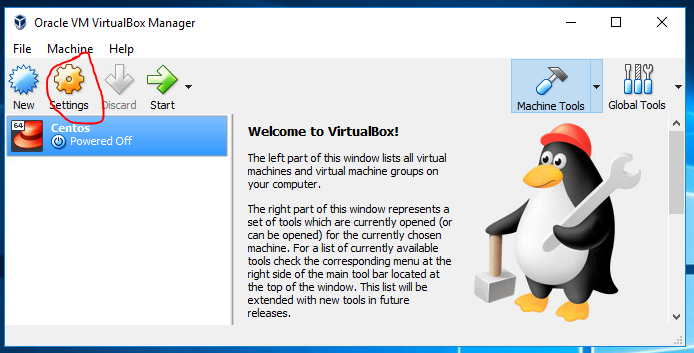 Oracle VM VirtualBox Manager
File Machine Help
New Settings Discard Start Machine Tools Global Tools
64
Centos
Powered Off
Welcome to VirtualBox!
The left part of this window lists all virtual
machines and virtual machine groups on
your computer.
The right part of this window represents a
set of tools which are currently opened (or
can be opened) for the currently chosen
machine. For a list of currently available
tools check the corresponding menu at the
right side of the main tool bar located at
the top of the window. This list will be
extended with new tools in future
releases.